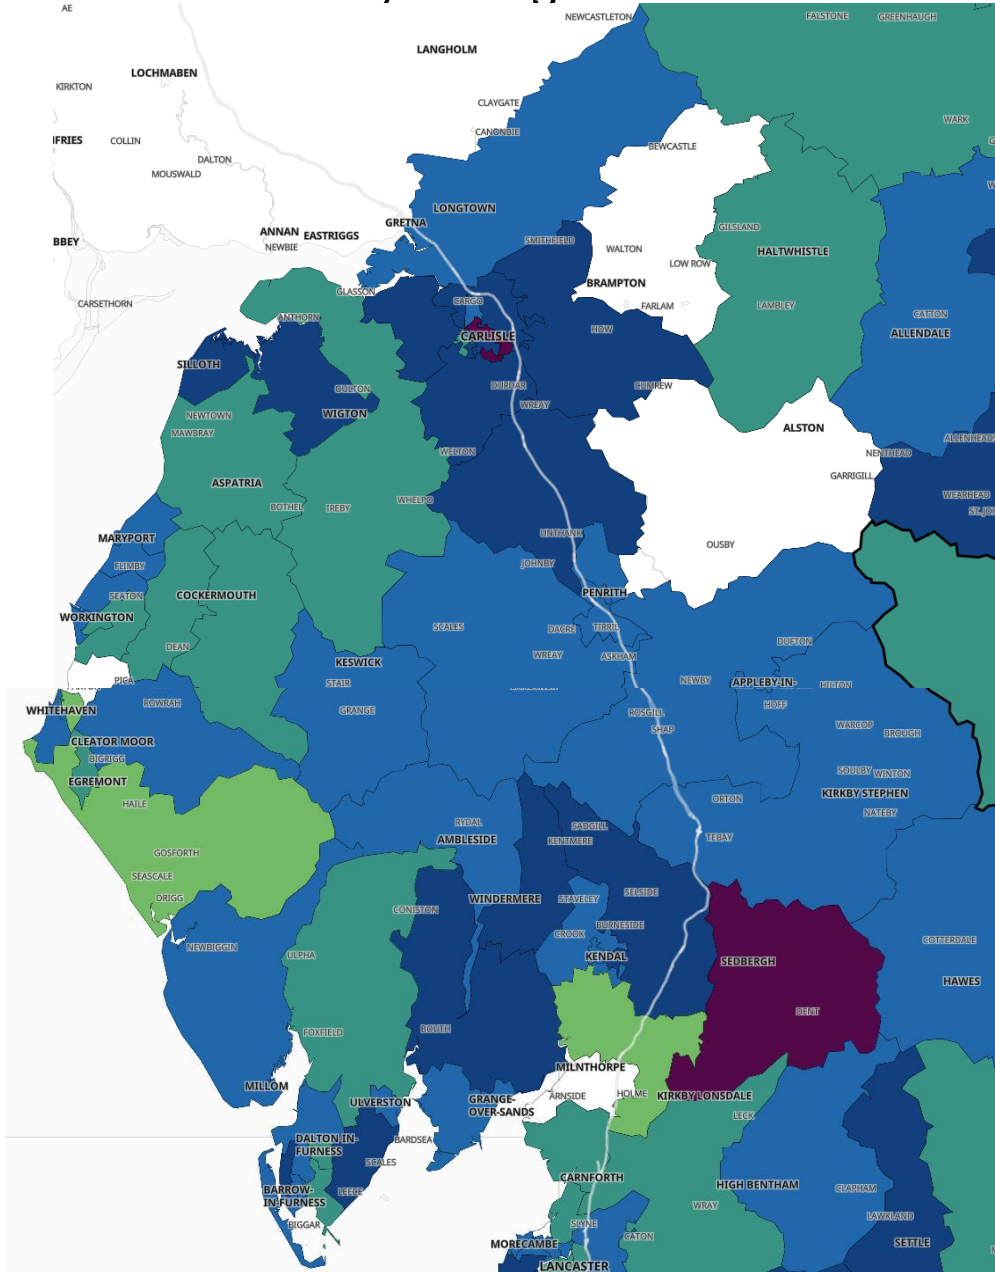 AE
NEWCASTLETON
FALSTONE
GREENHAUGH
LANGHOLM
LOCHMABEN
KIRKTON
CLAYGATE
WARK
CANONBIE
IFRIES
COLLIN
BEWCASTLE
DALTON
MOUSWALD
LONGTOWN
GRETNA
GILSLAND
ANNAN
EASTRIGGS
BBEY
NEWBIE
SMITHFIELD
WALTON
HALTWHISTLE
LOW ROW
BRAMPTON
GLASSON
CARSETHORN
CARGO
FARLAM
LAMBLEY
CATTON
ANTHORN
HOW
ALLENDALE
CARLISLE
SILLOTH
DURDAR
CUMREW
OULTON
WREAY
NEWTOWN
WIGTON
MAWBRAY
ALSTON
ALLENHEADS
WELTON
NENTHEAD
GARRIGILL
ASPATRIA
WHELPO
WEARHEAD
BOTHEL
IREBY
ST. JO
UNTHANK
MARYPORT
OUSBY
FLIMBY
JOHNBY
SEATON
COCKERMOUTH
PENRITH
WORKINGTON
SCALES
DACRE
TIRRIL
DUFTON
DEAN
WREAY
ASKHAM
KESWICK
PICA
STAIR
NEWBY
APPLEBY-IN-
HILTON
ROWRAH
WHITEHAVEN
GRANGE
ROSGILL
HOFF
SHAP
WARCOP
BROUGH
CLEATOR MOOR
BIGRIGG
SOULBY
WINTON
EGREMONT
KIRKBY STEPHEN
HAILE
ORTON
NATEBY
RYDAL
SADGILL
AMBLESIDE
KENTMERE
TEBAY
GOSFORTH
SEASCALE
SELSIDE
DRIGG
WINDERMERE
STAVELEY
CONISTON
BURNESIDE
CROOK
COTTERDALE
NEWBIGGIN
ULPHA
KENDAL
SEDBERGH
HAWES
DENT
FOXFIELD
BOUTH
MILNTHORPE
MILLOM
ARNSIDE
HOLME
KIRKBY LONSDALE
ULVERSTON
GRANGE-
OVER-SANDS
LECK
DALTON-IN-
FURNESS
BARDSEA
SCALES
CARNFORTH
HIGH BENTHAM
CLAPHAM
BARROW-
IN-FURNESS
LEECE
WRAY
BIGGAR
SLYNE
LAWKLAND
CATON
MORECAMBE
SETTLE
LANCASTER